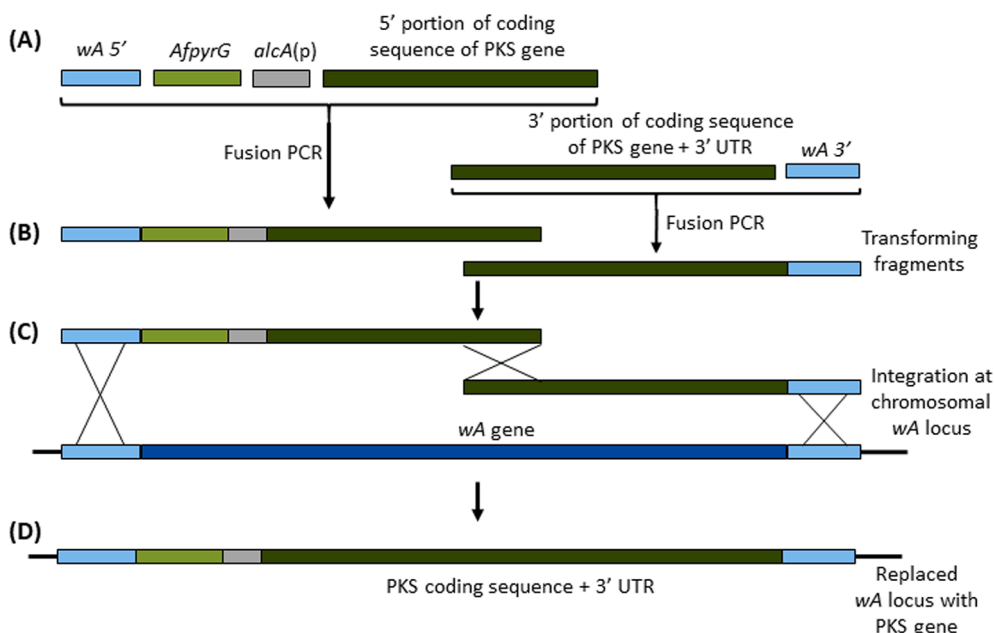 (A)
5′ portion of coding
sequence of PKS gene
wA 5′
AfpyrG
alcA(p)
Fusion PCR
3′ portion of coding sequence
of PKS gene + 3′ UTR
wA 3′
Fusion PCR
(B)
Transforming
fragments
(C)
Integration at
chromosomal
wA locus
wA gene
(D)
PKS coding sequence + 3′ UTR
Replaced
wA locus with
PKS gene